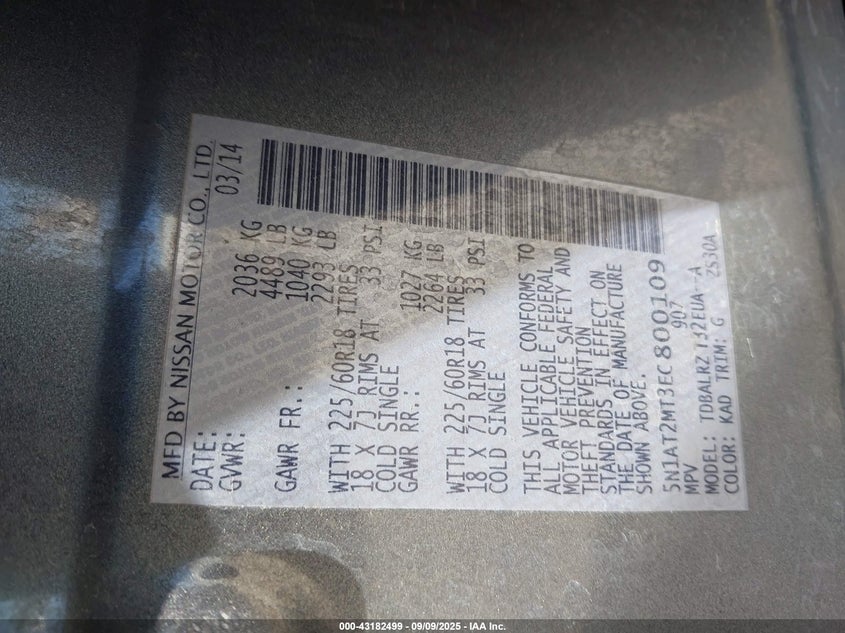 MFD BY NISSAN MOTOR CO., LTD.
DATE: 03/14
GVWR: 2036 KG
4489 LB
GAWR FR.: 1040 KG
2293 LB
WITH 225/60R18 TIRES
18 X 7J RIMS AT 33 PSI
COLD SINGLE
GAWR RR.: 1027 KG
2264 LB
WITH 225/60R18 TIRES
18 X 7J RIMS AT 33 PSI
COLD SINGLE
THIS VEHICLE CONFORMS TO
ALL APPLICABLE FEDERAL
MOTOR VEHICLE SAFETY AND
THEFT PREVENTION
STANDARDS IN EFFECT ON
THE DATE OF MANUFACTURE
SHOWN ABOVE.
5N1AT2MT3EC800109
MPV 907
MODEL: TDBALRZ T32EUA--A
COLOR: KAD TRIM: G ZS30A
000-43182499 - 09/09/2025 - IAA Inc.